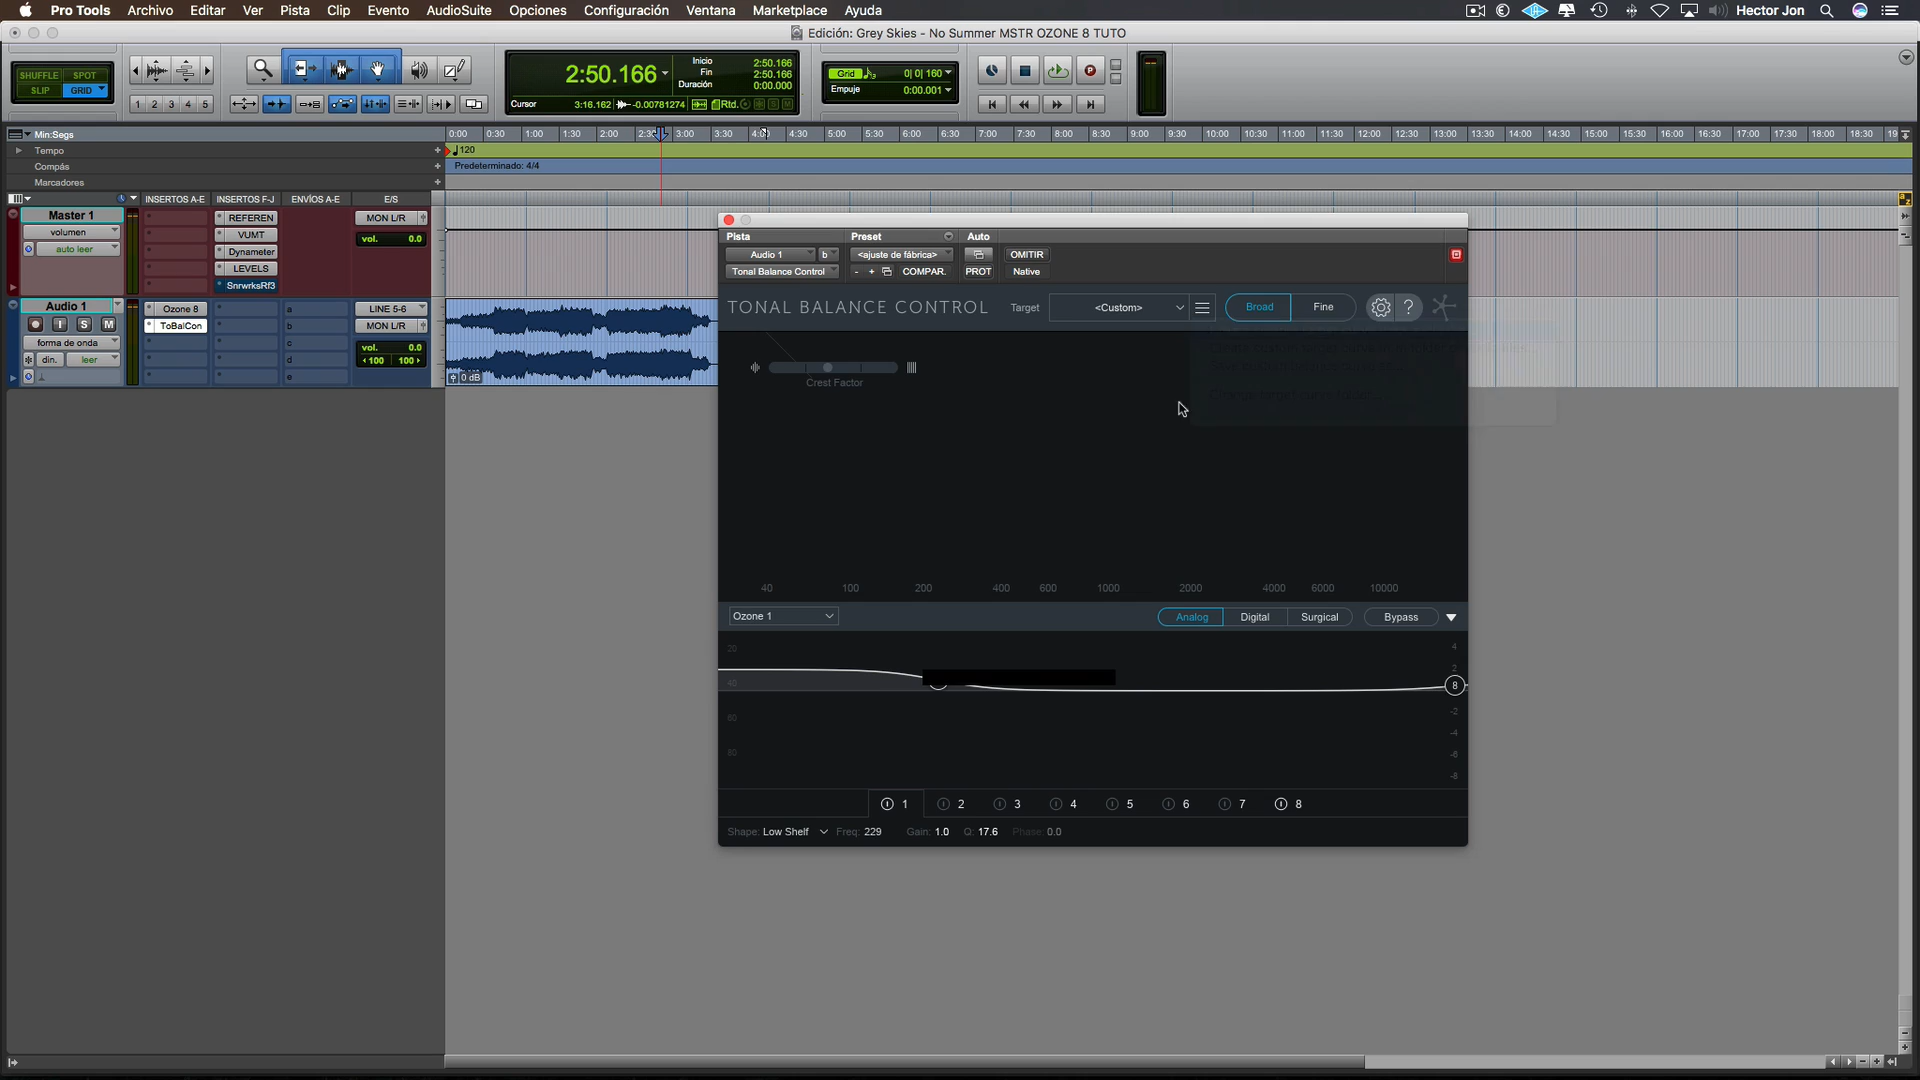 Pro Tools Archivo Editar Ver Pista Clip Evento AudioSuite Opciones Configuración Ventana Marketplace Ayuda Hector Jon
Edición: Grey Skies - No Summer MSTR OZONE 8 TUTO
SHUFFLE SPOT
SLIP GRID
1 2 3 4 5
2:50.166
Inicio 2:50.166
Fin 2:50.166
Duración 0:00.000
Cursor 3:16.162 -0.00781274 Rtd. S M
Grid 0| 0| 160
Empuje 0:00.001
Min:Segs
0:00 0:30 1:00 1:30 2:00 2:30 3:00 3:30 4:00 4:30 5:00 5:30 6:00 6:30 7:00 7:30 8:00 8:30 9:00 9:30 10:00 10:30 11:00 11:30 12:00 12:30 13:00 13:30 14:00 14:30 15:00 15:30 16:00 16:30 17:00 17:30 18:00 18:30 19
Tempo 120
Compás Predeterminado: 4/4
Marcadores
INSERTOS A-E INSERTOS F-J ENVÍOS A-E E/S
Master 1 REFEREN MON L/R
volumen VUMT vol. 0.0
auto leer Dynameter
LEVELS
SnrwrksRf3
Audio 1 Ozone 8 a LINE 5-6
I S M ToBalCon b MON L/R
forma de onda c vol. 0.0
din. leer d 100 100
e
0 dB
Pista Preset Auto
Audio 1 b <ajuste de fábrica> OMITIR
Tonal Balance Control - + COMPAR. PROT Native
TONAL BALANCE CONTROL Target <Custom> Broad Fine ?
Crest Factor
40 100 200 400 600 1000 2000 4000 6000 10000
Ozone 1 Analog Digital Surgical Bypass
20 4
40 2
8
60 -2
-4
80 -6
-8
1 2 3 4 5 6 7 8
Shape: Low Shelf Freq: 229 Gain: 1.0 Q: 17.6 Phase: 0.0